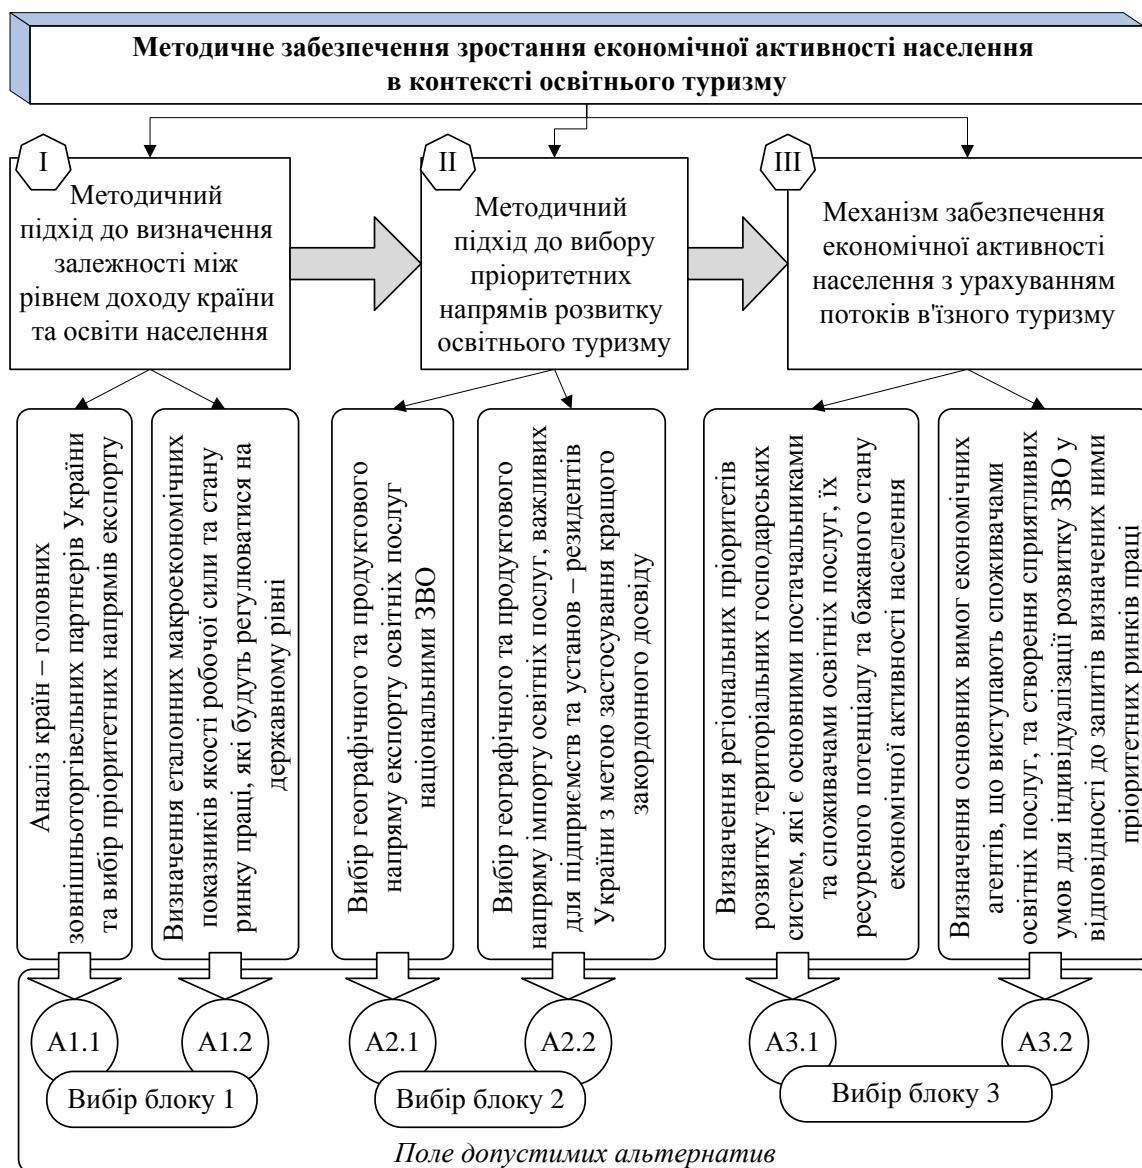 Методичне забезпечення зростання економічної активності населення
в контексті освітнього туризму
I
Методичний
підхід до визначення
залежності між
рівнем доходу країни
та освіти населення
II
Методичний
підхід до вибору
пріоритетних
напрямів розвитку
освітнього туризму
III
Механізм забезпечення
економічної активності
населення з урахуванням
потоків в'їзного туризму
Аналіз країн – головних
зовнішньоторгівельних партнерів України
та вибір пріоритетних напрямів експорту
Визначення еталонних макроекономічних
показників якості робочої сили та стану
ринку праці, які будуть регулюватися на
державному рівні
Вибір географічного та продуктового
напряму експорту освітніх послуг
національними ЗВО
Вибір географічного та продуктового
напряму імпорту освітніх послуг, важливих
для підприємств та установ – резидентів
України з метою застосування кращого
закордонного досвіду
Визначення регіональних пріоритетів
розвитку територіальних господарських
систем, які є основними постачальниками
та споживачами освітніх послуг, їх
ресурсного потенціалу та бажаного стану
економічної активності населення
Визначення основних вимог економічних
агентів, що виступають споживачами
освітніх послуг, та створення сприятливих
умов для індивідуалізації розвитку ЗВО у
відповідності до запитів визначених ними
пріоритетних ринків праці
А1.1
А1.2
А2.1
А2.2
А3.1
А3.2
Вибір блоку 1
Вибір блоку 2
Вибір блоку 3
Поле допустимих альтернатив